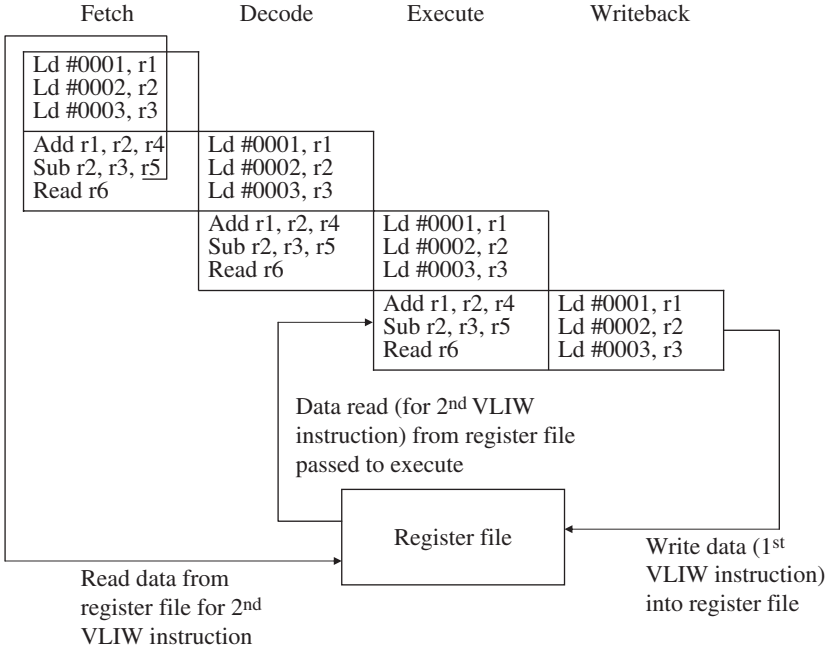 Fetch Decode Execute Writeback
Ld #0001, r1
Ld #0002, r2
Ld #0003, r3
Add r1, r2, r4 Ld #0001, r1
Sub r2, r3, r5 Ld #0002, r2
Read r6 Ld #0003, r3
Add r1, r2, r4 Ld #0001, r1
Sub r2, r3, r5 Ld #0002, r2
Read r6 Ld #0003, r3
Add r1, r2, r4 Ld #0001, r1
Sub r2, r3, r5 Ld #0002, r2
Read r6 Ld #0003, r3
Data read (for 2nd VLIW
instruction) from register file
passed to execute
Register file
Write data (1st
VLIW instruction)
into register file
Read data from
register file for 2nd
VLIW instruction